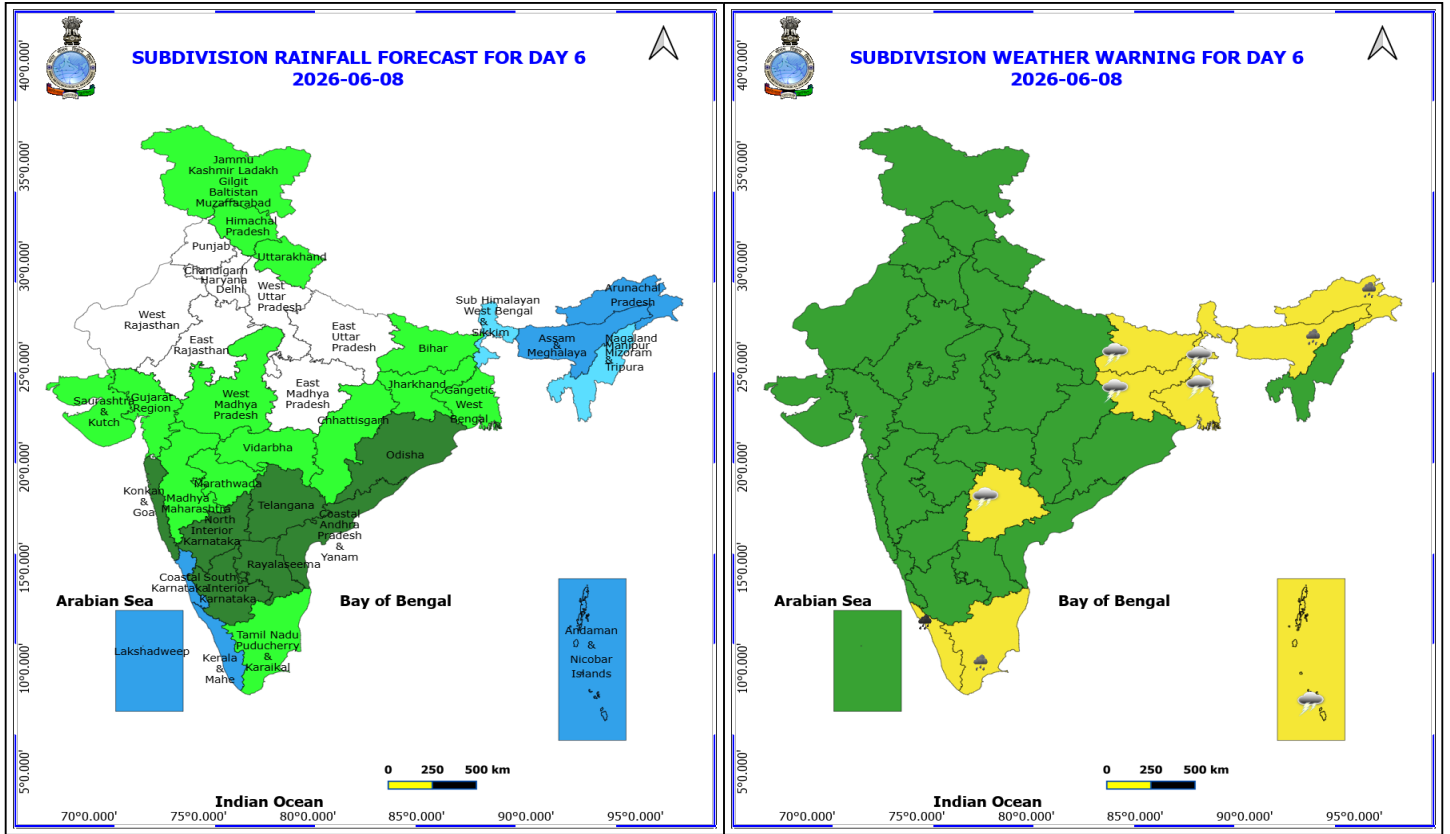 SUBDIVISION RAINFALL FORECAST FOR DAY 6
2026-06-08
40°0.000'
35°0.000'
30°0.000'
25°0.000'
20°0.000'
15°0.000'
10°0.000'
5°0.000'
Jammu
Kashmir Ladakh
Gilgit
Baltistan
Muzaffarabad
Himachal
Pradesh
Punjab
Uttarakhand
Chandigarh
Haryana
Delhi
West
Uttar
Pradesh
West
Rajasthan
East
Rajasthan
East
Uttar
Pradesh
Sub Himalayan
West Bengal
&
Sikkim
Arunachal
Pradesh
Assam
&
Meghalaya
Nagaland
Manipur
Mizoram
&
Tripura
Bihar
Jharkhand
Gangetic
West
Bengal
East
Madhya
Pradesh
West
Madhya
Pradesh
Gujarat
Region
Saurashtra
&
Kutch
Chhattisgarh
Vidarbha
Odisha
Marathwada
Madhya
Maharashtra
Konkan
&
Goa
Telangana
North
Interior
Karnataka
Coastal
Andhra
Pradesh
&
Yanam
Rayalaseema
Coastal
Karnataka
South
Interior
Karnataka
Arabian Sea
Bay of Bengal
Lakshadweep
Kerala
&
Mahe
Tamil Nadu
Puducherry
&
Karaikal
Andaman
&
Nicobar
Islands
0 250 500 km
Indian Ocean
70°0.000' 75°0.000' 80°0.000' 85°0.000' 90°0.000' 95°0.000'
SUBDIVISION WEATHER WARNING FOR DAY 6
2026-06-08
40°0.000'
35°0.000'
30°0.000'
25°0.000'
20°0.000'
15°0.000'
10°0.000'
5°0.000'
Arabian Sea
Bay of Bengal
0 250 500 km
Indian Ocean
70°0.000' 75°0.000' 80°0.000' 85°0.000' 90°0.000' 95°0.000'